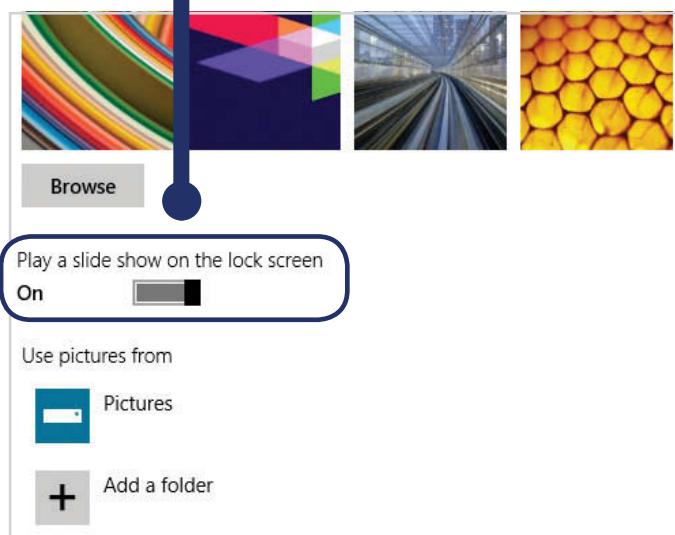 Browse
Play a slide show on the lock screen
On
Use pictures from
Pictures
Add a folder